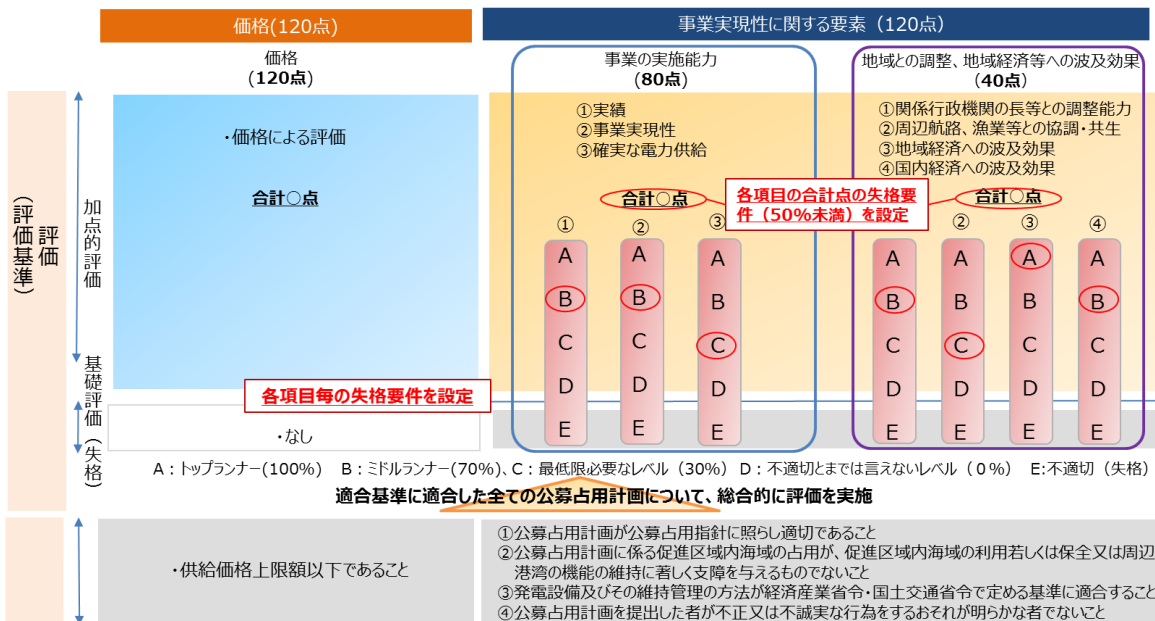 価格(120点)
事業実現性に関する要素（120点）
価格
(120点)
事業の実施能力
(80点)
地域との調整、地域経済等への波及効果
(40点)
評価
（評価基準）
加点的評価
・価格による評価
合計○点
①実績
②事業実現性
③確実な電力供給
①関係行政機関の長等との調整能力
②周辺航路、漁業等との協調・共生
③地域経済への波及効果
④国内経済への波及効果
合計○点
各項目の合計点の失格要
件（50％未満）を設定
合計○点
① ② ③
② ③ ④
A A A A A A A
B B B B B B B
C C C C C C C
D D D D D D D
E E E E E E E
基礎評価（失格）
各項目毎の失格要件を設定
・なし
A：トップランナー(100%) B：ミドルランナー(70%)、C：最低限必要なレベル（30%）D：不適切とまでは言えないレベル（０％） E:不適切（失格）
適合基準に適合した全ての公募占用計画について、総合的に評価を実施
・供給価格上限額以下であること
①公募占用計画が公募占用指針に照らし適切であること
②公募占用計画に係る促進区域内海域の占用が、促進区域内海域の利用若しくは保全又は周辺
港湾の機能の維持に著しく支障を与えるものでないこと
③発電設備及びその維持管理の方法が経済産業省令・国土交通省令で定める基準に適合すること
④公募占用計画を提出した者が不正又は不誠実な行為をするおそれが明らかな者でないこと